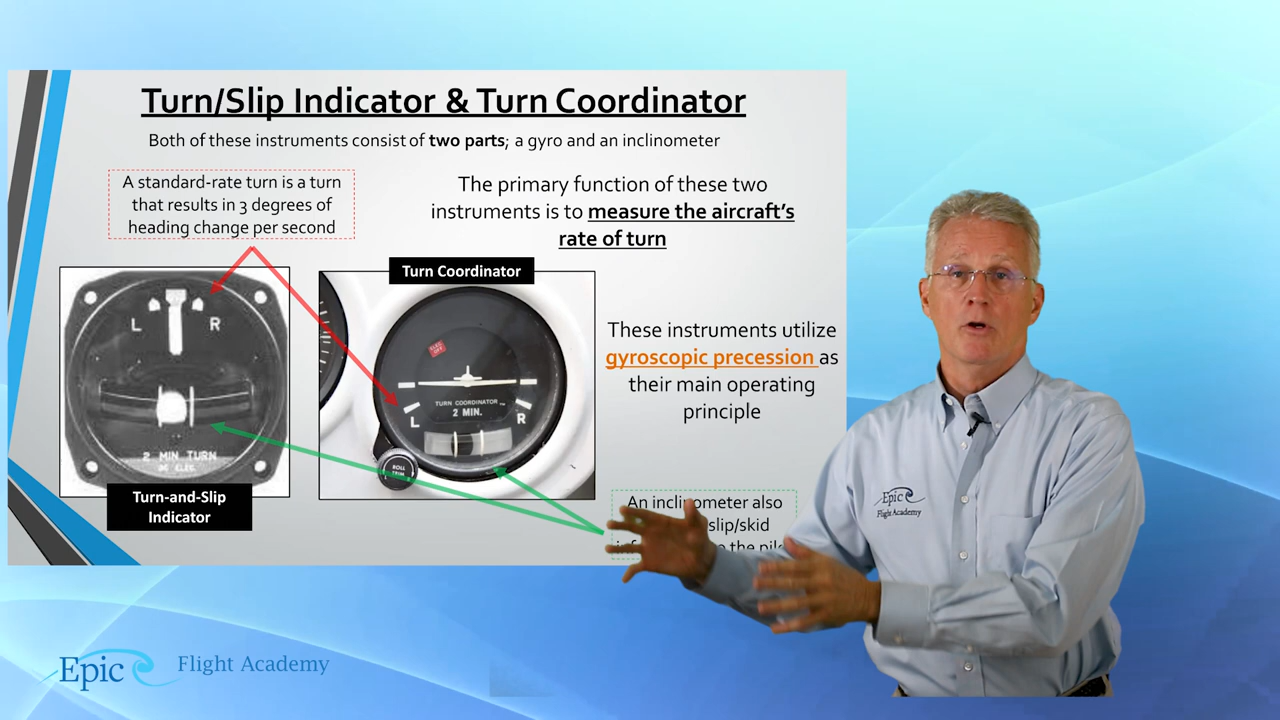 Turn/Slip Indicator & Turn Coordinator
Both of these instruments consist of two parts; a gyro and an inclinometer
A standard-rate turn is a turn
that results in 3 degrees of
heading change per second
The primary function of these two
instruments is to measure the aircraft's
rate of turn
Turn Coordinator
L
R
2 MIN TURN
Turn-and-Slip
Indicator
ELEC
OFF
TURN COORDINATOR
2 MIN.
L
R
ROLL
TRIM
These instruments utilize
gyroscopic precession as
their main operating
principle
An inclinometer also
slip/skid
the
Epic
Flight Academy
Epic
Flight Academy